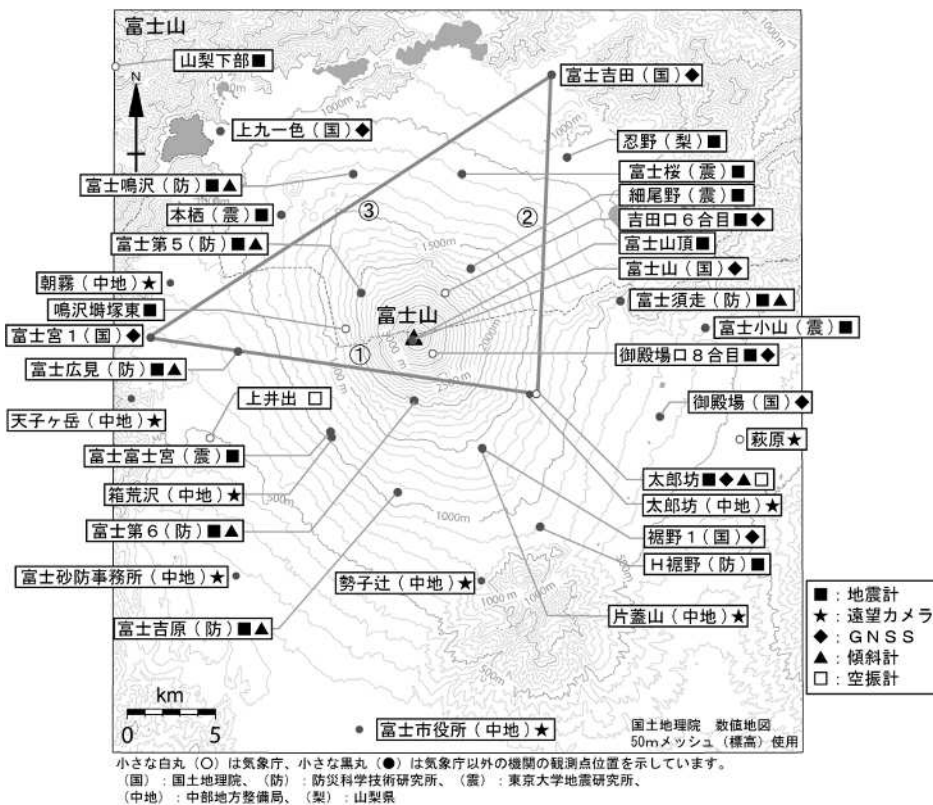 富士山
山梨下部■
1000m
N
1000m
富士吉田（国）◆
上九一色（国）◆
1000m
忍野（梨）■
富士鳴沢（防）■▲
富士桜（震）■
細尾野（震）■
本栖（震）■
③
②
吉田口６合目■◆
富士第５（防）■▲
1500m
富士山頂■
富士山（国）◆
朝霧（中地）★
富士須走（防）■▲
鳴沢塒塚東■
富士山
富士小山（震）■
富士宮１（国）◆
2000m
①
御殿場口８合目■◆
富士広見（防）■▲
2500m
天子ヶ岳（中地）★
上井出 □
御殿場（国）◆
萩原★
富士富士宮（震）■
太郎坊■◆▲□
箱荒沢（中地）★
500m
太郎坊（中地）★
1000m
富士第６（防）■▲
裾野１（国）◆
500m
H裾野（防）■
富士砂防事務所（中地）★
勢子辻（中地）★
1000m
1000m
■：地震計
★：遠望カメラ
◆：GNSS
▲：傾斜計
□：空振計
片蓋山（中地）★
富士吉原（防）■▲
500m
km
0 5
富士市役所（中地）★
国土地理院　数値地図
50mメッシュ（標高）使用
小さな白丸（○）は気象庁、小さな黒丸（●）は気象庁以外の機関の観測点位置を示しています。
（国）：国土地理院、（防）：防災科学技術研究所、（震）：東京大学地震研究所、
（中地）：中部地方整備局、（梨）：山梨県